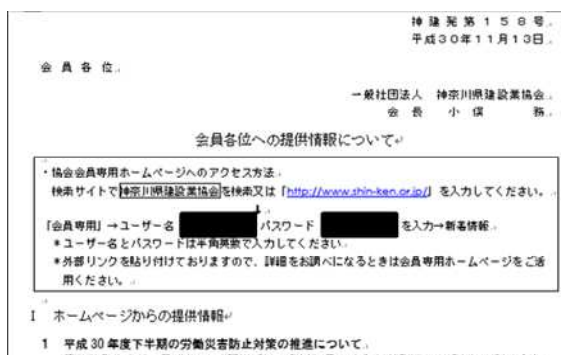 神建発第158号
平成30年11月13日
会員各位
一般社団法人 神奈川県建設業協会
会長 小俣 務
会員各位への提供情報について
・協会会員専用ホームページへのアクセス方法
検索サイトで神奈川県建設業協会を検索又は「http://www.shin-ken.or.jp/」を入力してください。
↓
『会員専用』→ユーザー名 パスワード を入力→新着情報
*ユーザー名とパスワードは半角英数で入力してください
*外部リンクを貼り付けておりますので、詳細をお調べになるときは会員専用ホームページをご活
用ください。
Ⅰ ホームページからの提供情報
1 平成30年度下半期の労働災害防止対策の推進について